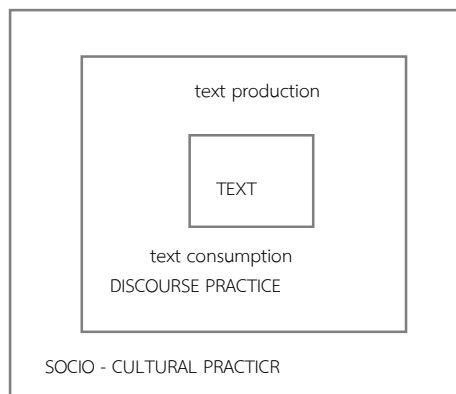 text production
TEXT
text consumption
DISCOURSE PRACTICE
SOCIO - CULTURAL PRACTICR